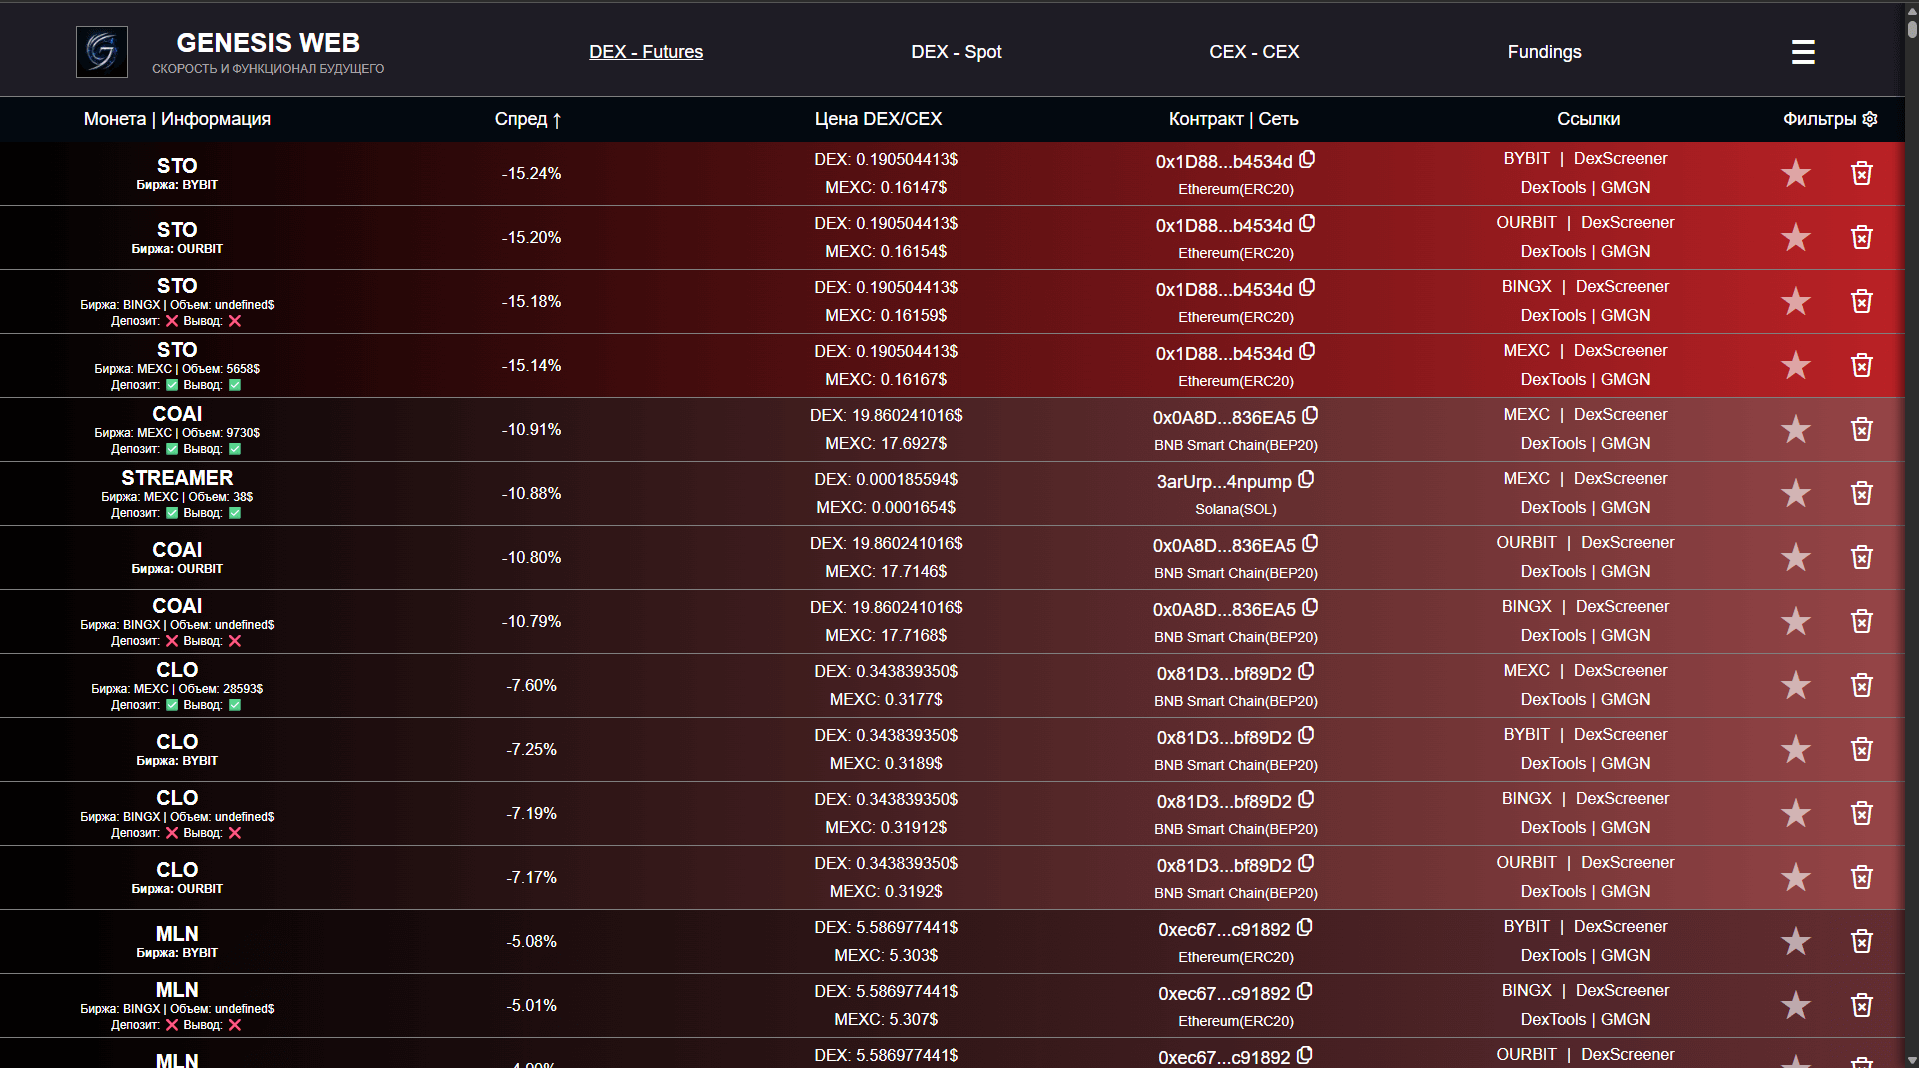 GENESIS WEB
СКОРОСТЬ И ФУНКЦИОНАЛ БУДУЩЕГО
DEX - Futures
DEX - Spot
CEX - CEX
Fundings
Монета | Информация
Спред ↑
Цена DEX/CEX
Контракт | Сеть
Ссылки
Фильтры
STO
Биржа: BYBIT
-15.24%
DEX: 0.190504413$
MEXC: 0.16147$
0x1D88...b4534d
Ethereum(ERC20)
BYBIT | DexScreener
DexTools | GMGN
STO
Биржа: OURBIT
-15.20%
DEX: 0.190504413$
MEXC: 0.16154$
0x1D88...b4534d
Ethereum(ERC20)
OURBIT | DexScreener
DexTools | GMGN
STO
Биржа: BINGX | Объем: undefined$
Депозит: ❌ Вывод: ❌
-15.18%
DEX: 0.190504413$
MEXC: 0.16159$
0x1D88...b4534d
Ethereum(ERC20)
BINGX | DexScreener
DexTools | GMGN
STO
Биржа: MEXC | Объем: 5658$
Депозит: ✅ Вывод: ✅
-15.14%
DEX: 0.190504413$
MEXC: 0.16167$
0x1D88...b4534d
Ethereum(ERC20)
MEXC | DexScreener
DexTools | GMGN
COAI
Биржа: MEXC | Объем: 9730$
Депозит: ✅ Вывод: ✅
-10.91%
DEX: 19.860241016$
MEXC: 17.6927$
0x0A8D...836EA5
BNB Smart Chain(BEP20)
MEXC | DexScreener
DexTools | GMGN
STREAMER
Биржа: MEXC | Объем: 38$
Депозит: ✅ Вывод: ✅
-10.88%
DEX: 0.000185594$
MEXC: 0.0001654$
3arUrp...4npump
Solana(SOL)
MEXC | DexScreener
DexTools | GMGN
COAI
Биржа: OURBIT
-10.80%
DEX: 19.860241016$
MEXC: 17.7146$
0x0A8D...836EA5
BNB Smart Chain(BEP20)
OURBIT | DexScreener
DexTools | GMGN
COAI
Биржа: BINGX | Объем: undefined$
Депозит: ❌ Вывод: ❌
-10.79%
DEX: 19.860241016$
MEXC: 17.7168$
0x0A8D...836EA5
BNB Smart Chain(BEP20)
BINGX | DexScreener
DexTools | GMGN
CLO
Биржа: MEXC | Объем: 28593$
Депозит: ✅ Вывод: ✅
-7.60%
DEX: 0.343839350$
MEXC: 0.3177$
0x81D3...bf89D2
BNB Smart Chain(BEP20)
MEXC | DexScreener
DexTools | GMGN
CLO
Биржа: BYBIT
-7.25%
DEX: 0.343839350$
MEXC: 0.3189$
0x81D3...bf89D2
BNB Smart Chain(BEP20)
BYBIT | DexScreener
DexTools | GMGN
CLO
Биржа: BINGX | Объем: undefined$
Депозит: ❌ Вывод: ❌
-7.19%
DEX: 0.343839350$
MEXC: 0.31912$
0x81D3...bf89D2
BNB Smart Chain(BEP20)
BINGX | DexScreener
DexTools | GMGN
CLO
Биржа: OURBIT
-7.17%
DEX: 0.343839350$
MEXC: 0.3192$
0x81D3...bf89D2
BNB Smart Chain(BEP20)
OURBIT | DexScreener
DexTools | GMGN
MLN
Биржа: BYBIT
-5.08%
DEX: 5.586977441$
MEXC: 5.303$
0xec67...c91892
Ethereum(ERC20)
BYBIT | DexScreener
DexTools | GMGN
MLN
Биржа: BINGX | Объем: undefined$
Депозит: ❌ Вывод: ❌
-5.01%
DEX: 5.586977441$
MEXC: 5.307$
0xec67...c91892
Ethereum(ERC20)
BINGX | DexScreener
DexTools | GMGN
MLN
DEX: 5.586977441$
0xec67...c91892
OURBIT | DexScreener